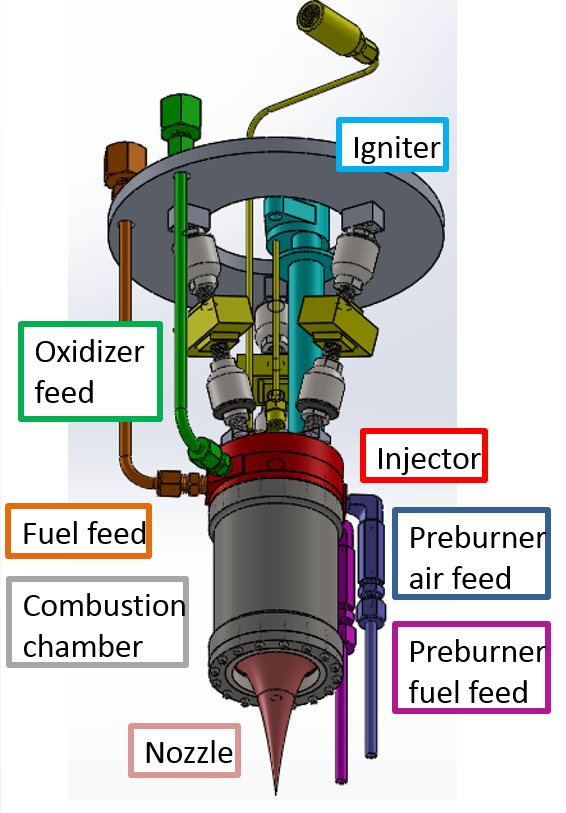 Igniter
Oxidizer
feed
Injector
Fuel feed
Preburner
air feed
Combustion
chamber
Preburner
fuel feed
Nozzle